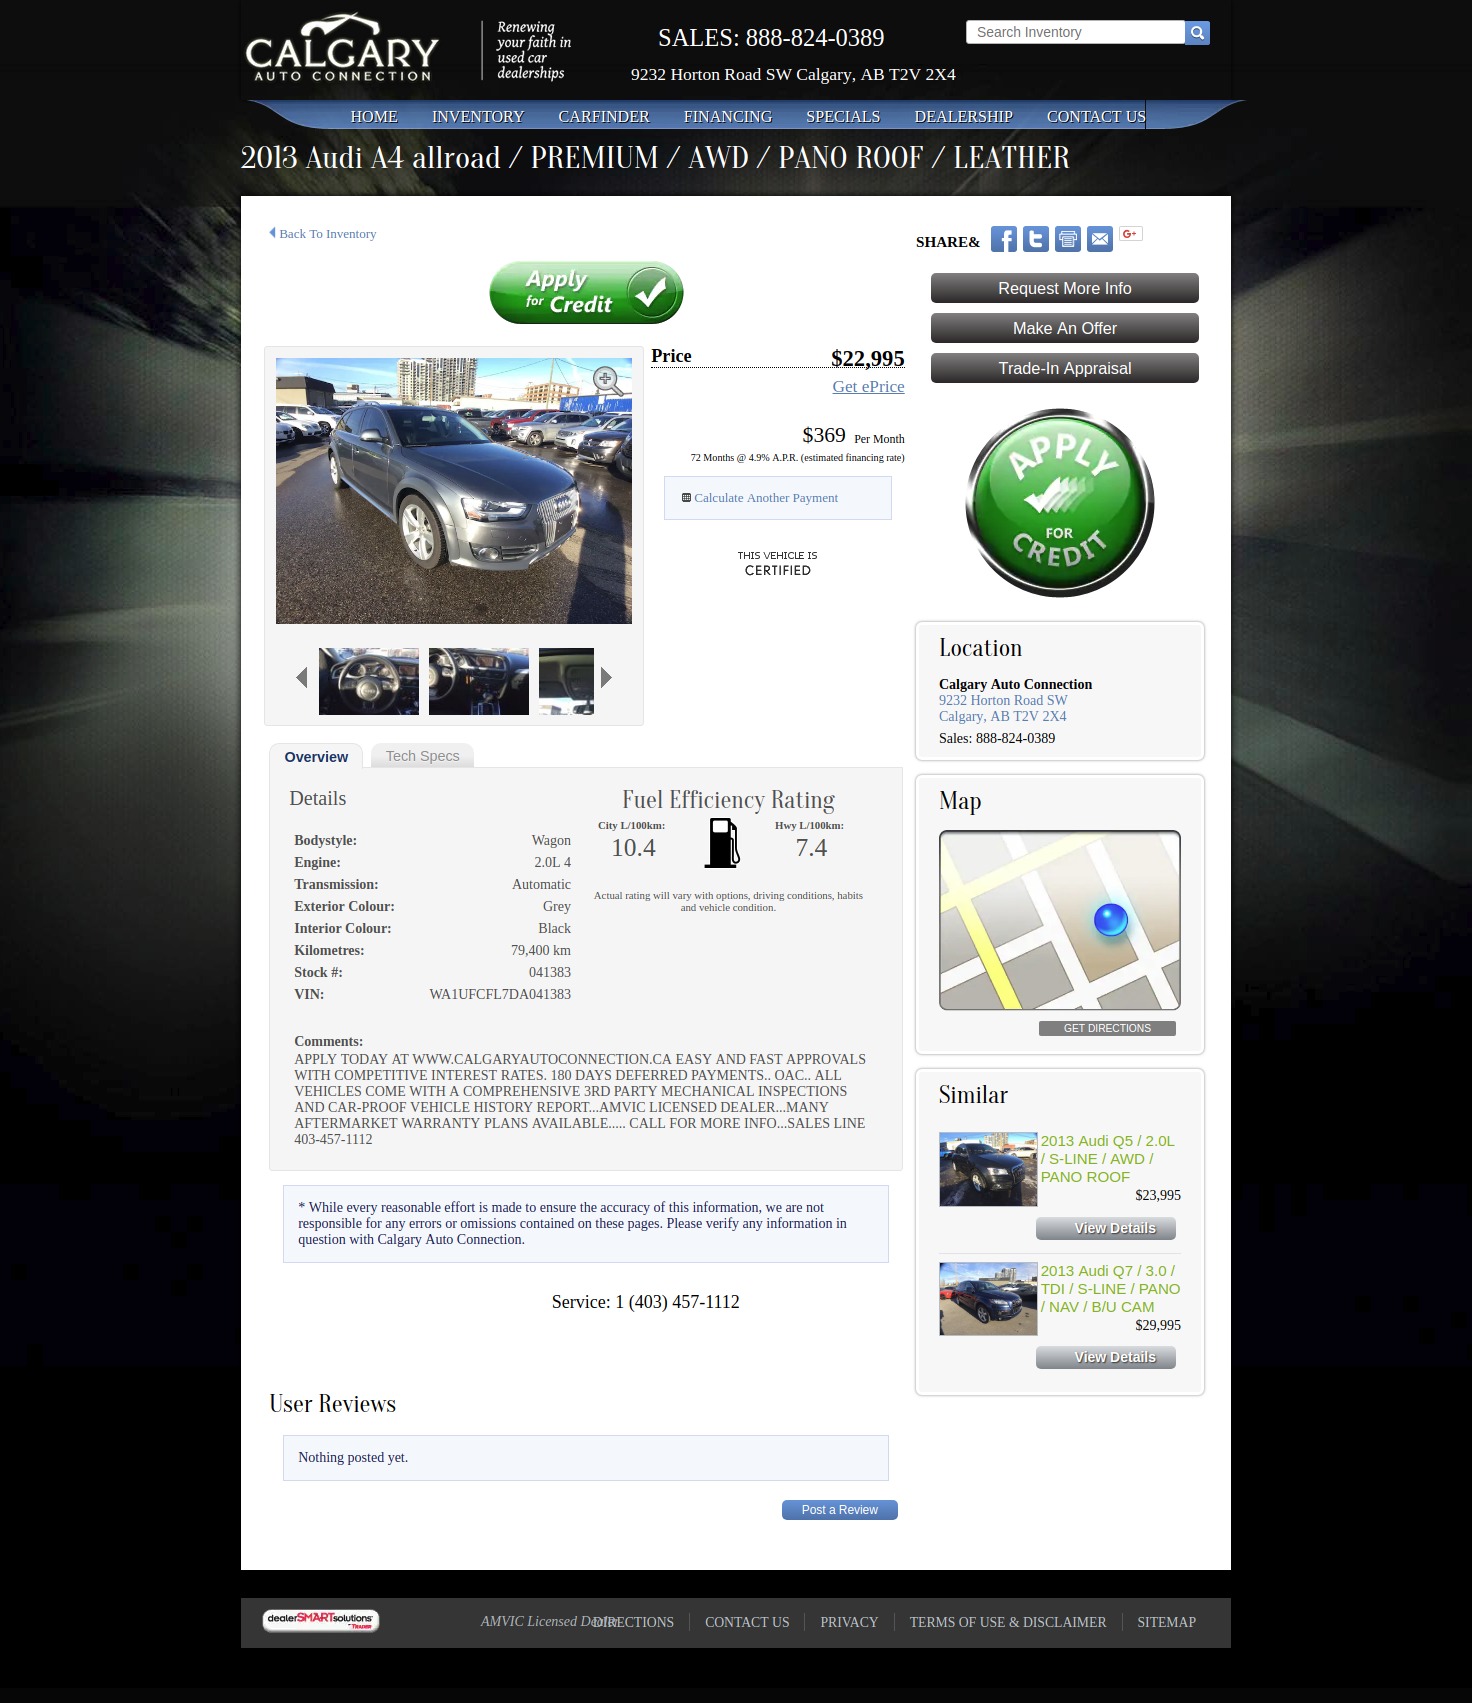 CALGARY
AUTO CONNECTION
Renewing
your faith in
used car
dealerships
SALES: 888-824-0389
9232 Horton Road SW Calgary, AB T2V 2X4
Search Inventory
HOME INVENTORY CARFINDER FINANCING SPECIALS DEALERSHIP CONTACT US
2013 Audi A4 allroad / PREMIUM / AWD / PANO ROOF / LEATHER
Back To Inventory
SHARE&
G+
Apply
for Credit
Request More Info
Make An Offer
Trade-In Appraisal
Price $22,995
Get ePrice
$369 Per Month
72 Months @ 4.9% A.P.R. (estimated financing rate)
Calculate Another Payment
THIS VEHICLE IS
CERTIFIED
APPLY
FOR
CREDIT
Location
Calgary Auto Connection
9232 Horton Road SW
Calgary, AB T2V 2X4
Sales: 888-824-0389
Overview Tech Specs
Details
Bodystyle: Wagon
Engine: 2.0L 4
Transmission: Automatic
Exterior Colour: Grey
Interior Colour: Black
Kilometres: 79,400 km
Stock #: 041383
VIN: WA1UFCFL7DA041383
Fuel Efficiency Rating
City L/100km: Hwy L/100km:
10.4 7.4
Actual rating will vary with options, driving conditions, habits
and vehicle condition.
Comments:
APPLY TODAY AT WWW.CALGARYAUTOCONNECTION.CA EASY AND FAST APPROVALS
WITH COMPETITIVE INTEREST RATES. 180 DAYS DEFERRED PAYMENTS.. OAC.. ALL
VEHICLES COME WITH A COMPREHENSIVE 3RD PARTY MECHANICAL INSPECTIONS
AND CAR-PROOF VEHICLE HISTORY REPORT...AMVIC LICENSED DEALER...MANY
AFTERMARKET WARRANTY PLANS AVAILABLE..... CALL FOR MORE INFO...SALES LINE
403-457-1112
Map
GET DIRECTIONS
Similar
2013 Audi Q5 / 2.0L
/ S-LINE / AWD /
PANO ROOF
$23,995
View Details
2013 Audi Q7 / 3.0 /
TDI / S-LINE / PANO
/ NAV / B/U CAM
$29,995
View Details
* While every reasonable effort is made to ensure the accuracy of this information, we are not
responsible for any errors or omissions contained on these pages. Please verify any information in
question with Calgary Auto Connection.
Service: 1 (403) 457-1112
User Reviews
Nothing posted yet.
Post a Review
dealerSMARTsolutions
TRADER
AMVIC Licensed Dealer
DIRECTIONS CONTACT US PRIVACY TERMS OF USE & DISCLAIMER SITEMAP